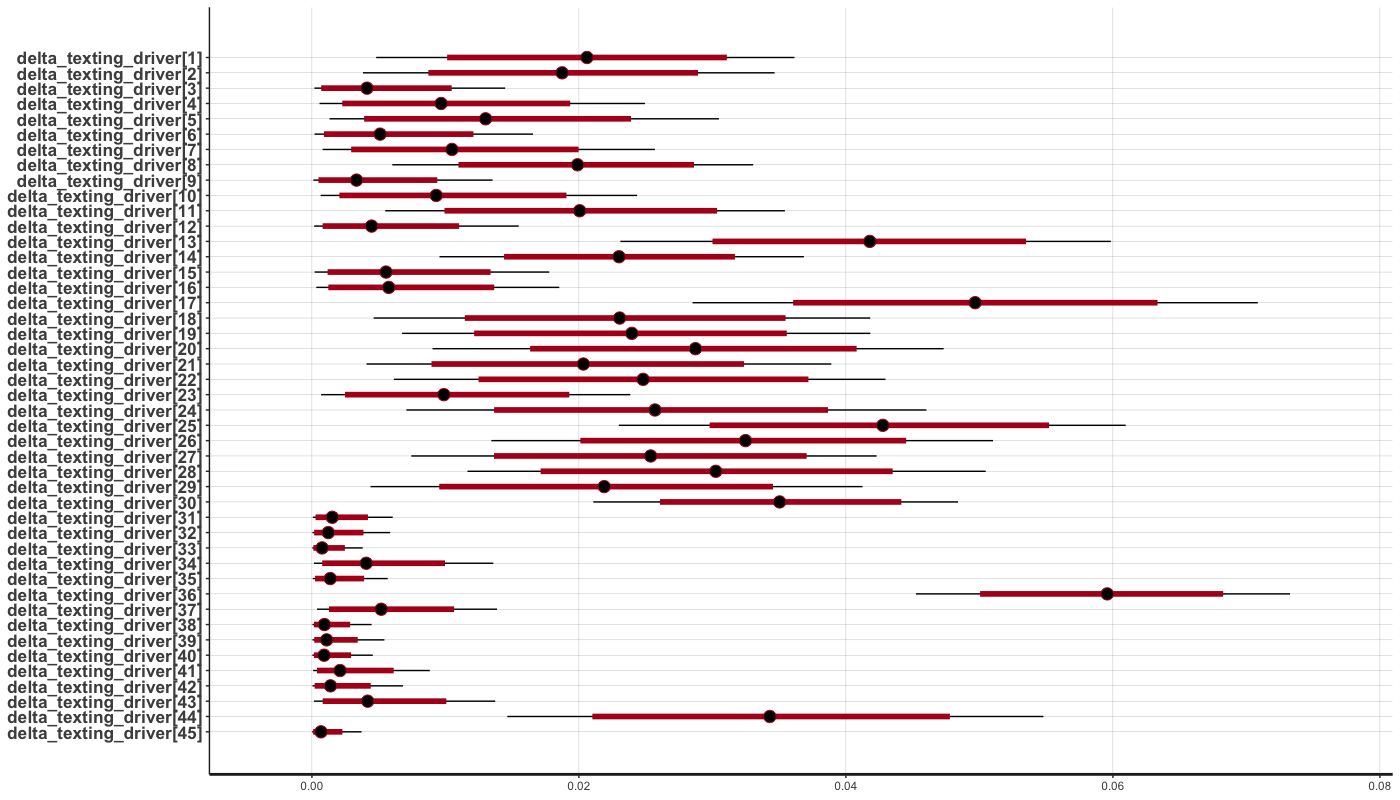 delta_texting_driver[1]
delta_texting_driver[2]
delta_texting_driver[3]
delta_texting_driver[4]
delta_texting_driver[5]
delta_texting_driver[6]
delta_texting_driver[7]
delta_texting_driver[8]
delta_texting_driver[9]
delta_texting_driver[10]
delta_texting_driver[11]
delta_texting_driver[12]
delta_texting_driver[13]
delta_texting_driver[14]
delta_texting_driver[15]
delta_texting_driver[16]
delta_texting_driver[17]
delta_texting_driver[18]
delta_texting_driver[19]
delta_texting_driver[20]
delta_texting_driver[21]
delta_texting_driver[22]
delta_texting_driver[23]
delta_texting_driver[24]
delta_texting_driver[25]
delta_texting_driver[26]
delta_texting_driver[27]
delta_texting_driver[28]
delta_texting_driver[29]
delta_texting_driver[30]
delta_texting_driver[31]
delta_texting_driver[32]
delta_texting_driver[33]
delta_texting_driver[34]
delta_texting_driver[35]
delta_texting_driver[36]
delta_texting_driver[37]
delta_texting_driver[38]
delta_texting_driver[39]
delta_texting_driver[40]
delta_texting_driver[41]
delta_texting_driver[42]
delta_texting_driver[43]
delta_texting_driver[44]
delta_texting_driver[45]
0.00 0.02 0.04 0.06 0.08